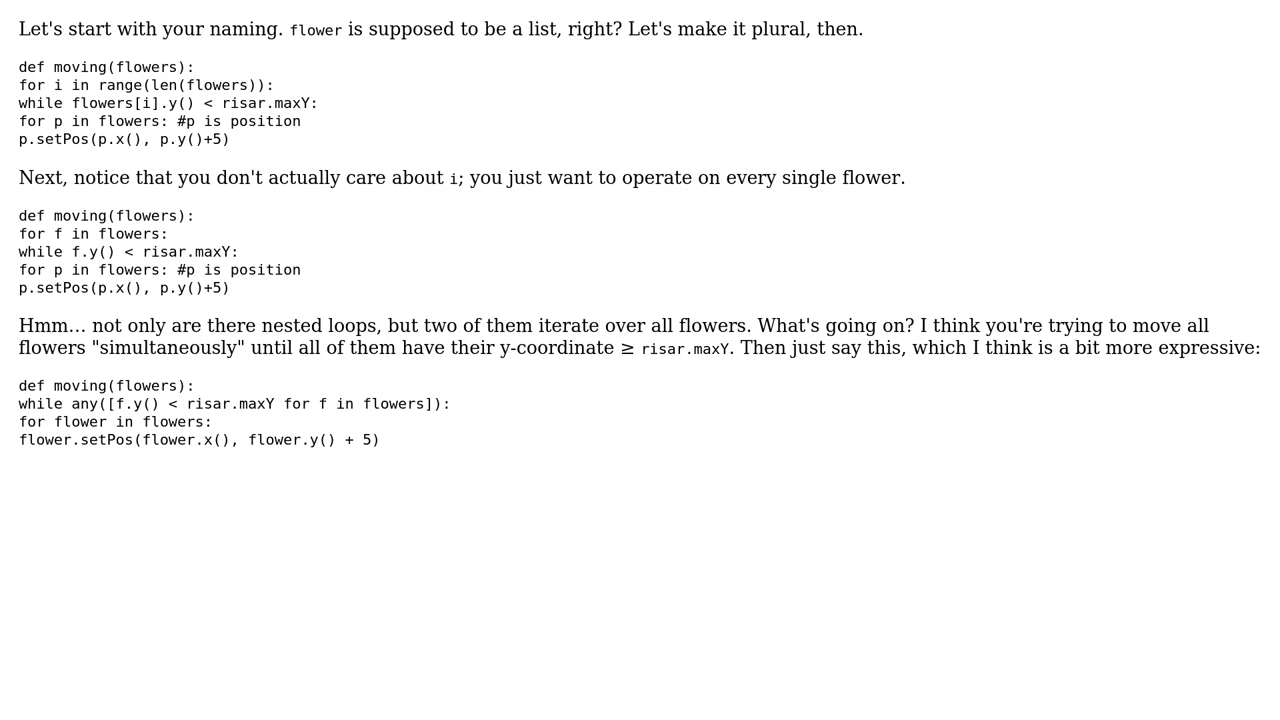 Let's start with your naming. flower is supposed to be a list, right? Let's make it plural, then.
def moving(flowers):
for i in range(len(flowers)):
while flowers[i].y() < risar.maxY:
for p in flowers: #p is position
p.setPos(p.x(), p.y()+5)
Next, notice that you don't actually care about i; you just want to operate on every single flower.
def moving(flowers):
for f in flowers:
while f.y() < risar.maxY:
for p in flowers: #p is position
p.setPos(p.x(), p.y()+5)
Hmm… not only are there nested loops, but two of them iterate over all flowers. What's going on? I think you're trying to move all
flowers "simultaneously" until all of them have their y-coordinate ≥ risar.maxY. Then just say this, which I think is a bit more expressive:
def moving(flowers):
while any([f.y() < risar.maxY for f in flowers]):
for flower in flowers:
flower.setPos(flower.x(), flower.y() + 5)